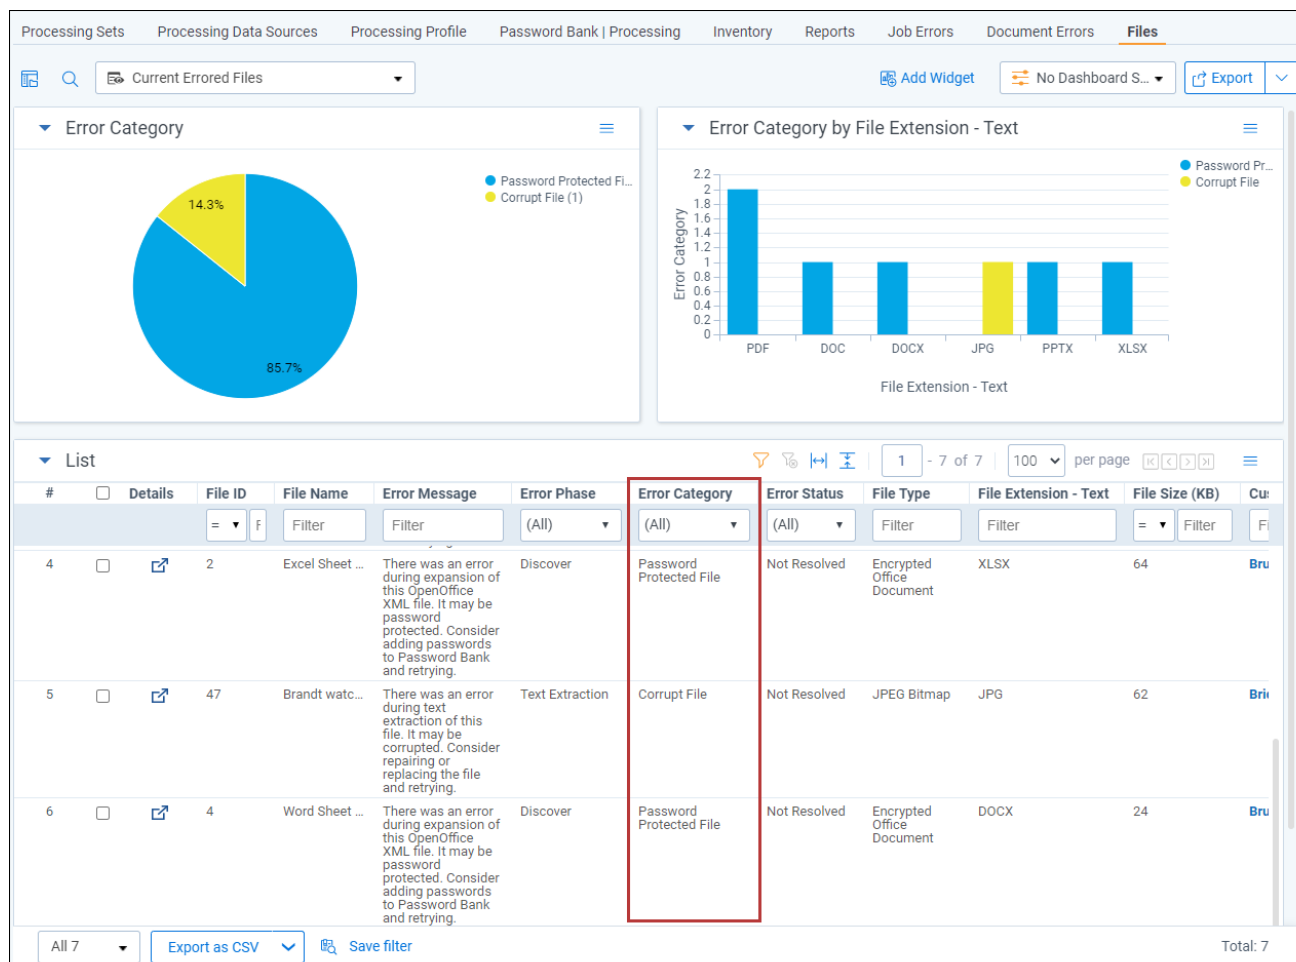 Processing Sets Processing Data Sources Processing Profile Password Bank | Processing Inventory Reports Job Errors Document Errors Files
Current Errored Files Add Widget No Dashboard S... Export
Error Category
Password Protected Fi...
Corrupt File (1)
14.3%
85.7%
Error Category by File Extension - Text
Password Pr...
Corrupt File
Error Category
2.2
2
1.8
1.6
1.4
1.2
1
0.8
0.6
0.4
0.2
0
PDF DOC DOCX JPG PPTX XLSX
File Extension - Text
List 1 - 7 of 7 100 per page
# Details File ID File Name Error Message Error Phase Error Category Error Status File Type File Extension - Text File Size (KB) Cu
= F Filter Filter (All) (All) (All) Filter Filter = Filter Fi
4 2 Excel Sheet ... There was an error Discover Password Not Resolved Encrypted XLSX 64 Bru
during expansion of Protected File Office
this OpenOffice Document
XML file. It may be
password
protected. Consider
adding passwords
to Password Bank
and retrying.
5 47 Brandt watc... There was an error Text Extraction Corrupt File Not Resolved JPEG Bitmap JPG 62 Brie
during text
extraction of this
file. It may be
corrupted. Consider
repairing or
replacing the file
and retrying.
6 4 Word Sheet ... There was an error Discover Password Not Resolved Encrypted DOCX 24 Bru
during expansion of Protected File Office
this OpenOffice Document
XML file. It may be
password
protected. Consider
adding passwords
to Password Bank
and retrying.
All 7 Export as CSV Save filter Total: 7